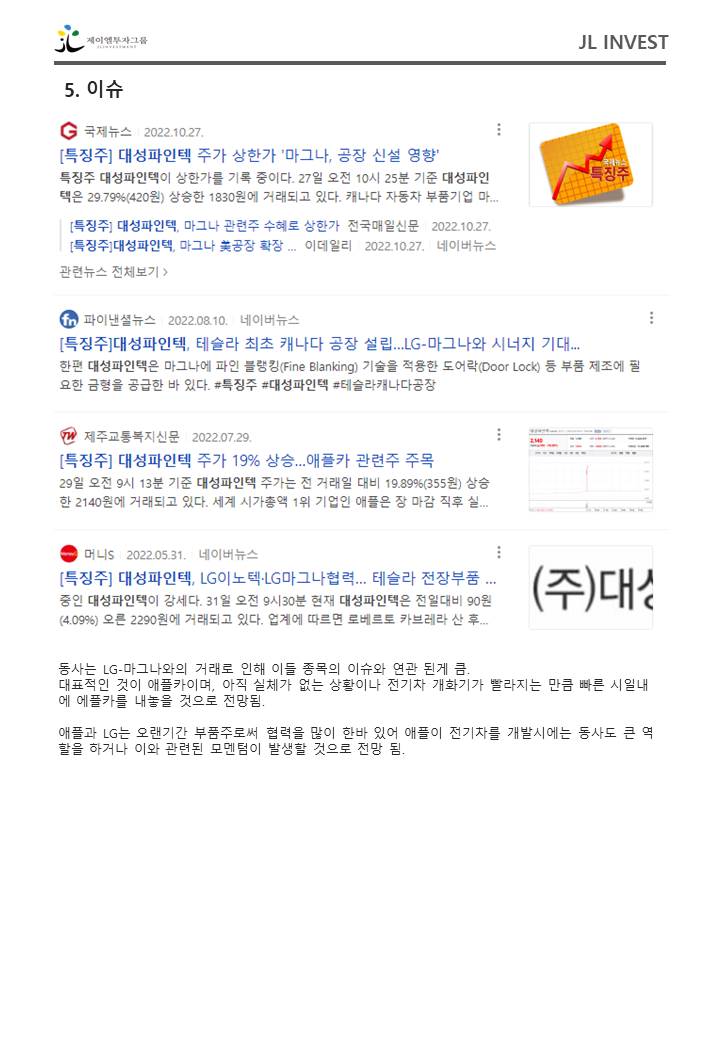 제이엘투자그룹
JL INVESTMENT
JL INVEST
5. 이슈
국제뉴스 2022.10.27.
[특징주] 대성파인텍 주가 상한가 '마그나, 공장 신설 영향'
특징주 대성파인텍이 상한가를 기록 중이다. 27일 오전 10시 25분 기준 대성파인
텍은 29.79%(420원) 상승한 1830원에 거래되고 있다. 캐나다 자동차 부품기업 마...
국제뉴스
특징주
[특징주] 대성파인텍, 마그나 관련주 수혜로 상한가 전국매일신문 2022.10.27.
[특징주]대성파인텍, 마그나 美공장 확장 ... 이데일리 2022.10.27. 네이버뉴스
관련뉴스 전체보기 >
파이낸셜뉴스 2022.08.10. 네이버뉴스
[특징주]대성파인텍, 테슬라 최초 캐나다 공장 설립...LG-마그나와 시너지 기대...
한편 대성파인텍은 마그나에 파인 블랭킹(Fine Blanking) 기술을 적용한 도어락(Door Lock) 등 부품 제조에 필
요한 금형을 공급한 바 있다. #특징주 #대성파인텍 #테슬라캐나다공장
제주교통복지신문 2022.07.29.
[특징주] 대성파인텍 주가 19% 상승...애플카 관련주 주목
29일 오전 9시 13분 기준 대성파인텍 주가는 전 거래일 대비 19.89%(355원) 상승
한 2140원에 거래되고 있다. 세계 시가총액 1위 기업인 애플은 장 마감 직후 실...
2,140
머니S 2022.05.31. 네이버뉴스
[특징주] 대성파인텍, LG이노텍·LG마그나협력... 테슬라 전장부품 ...
중인 대성파인텍이 강세다. 31일 오전 9시30분 현재 대성파인텍은 전일대비 90원
(4.09%) 오른 2290원에 거래되고 있다. 업계에 따르면 로베르토 카브레라 산 후...
(주)대성
동사는 LG-마그나와의 거래로 인해 이들 종목의 이슈와 연관 된게 큼.
대표적인 것이 애플카이며, 아직 실체가 없는 상황이나 전기차 개화기가 빨라지는 만큼 빠른 시일내
에 에플카를 내놓을 것으로 전망됨.
애플과 LG는 오랜기간 부품주로써 협력을 많이 한바 있어 애플이 전기차를 개발시에는 동사도 큰 역
할을 하거나 이와 관련된 모멘텀이 발생할 것으로 전망 됨.